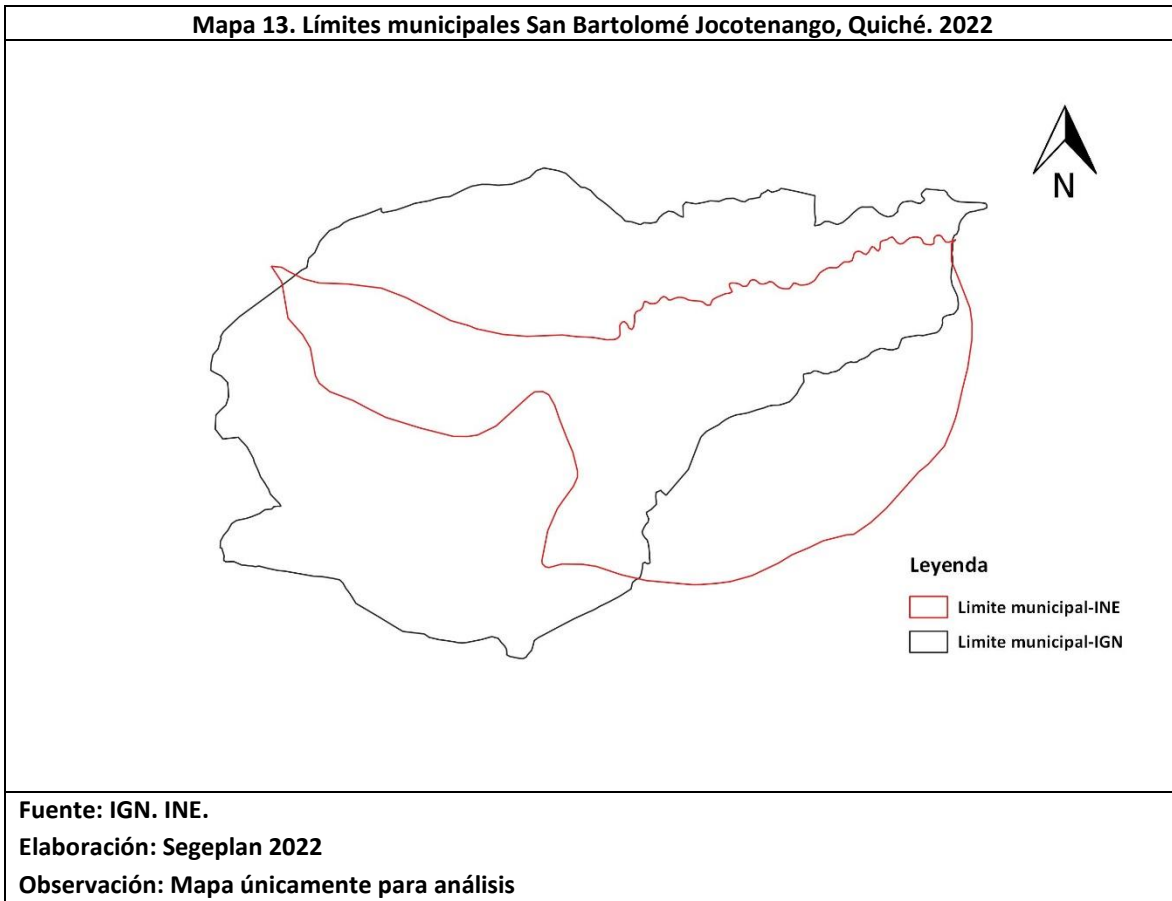 Mapa 13. Límites municipales San Bartolomé Jocotenango, Quiché. 2022
N
Leyenda
Limite municipal-INE
Limite municipal-IGN
Fuente: IGN. INE.
Elaboración: Segeplan 2022
Observación: Mapa únicamente para análisis